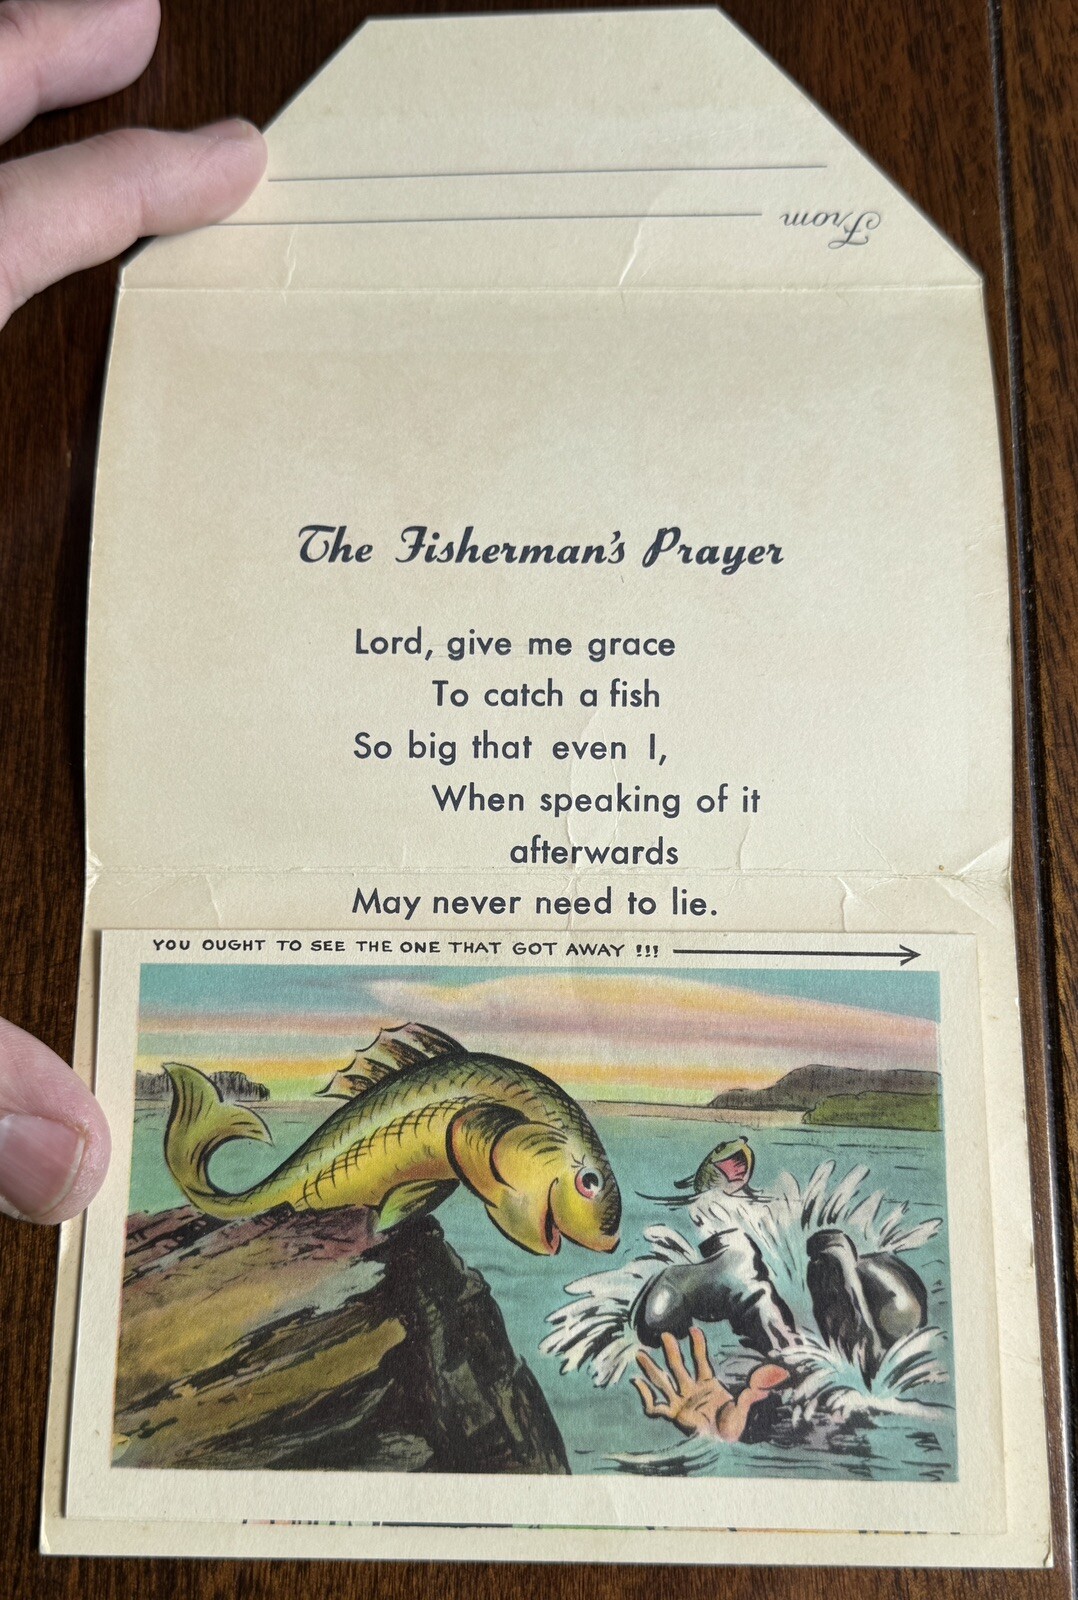 From
The Fisherman's Prayer
Lord, give me grace
To catch a fish
So big that even I,
When speaking of it
afterwards
May never need to lie.
YOU OUGHT TO SEE THE ONE THAT GOT AWAY !!!